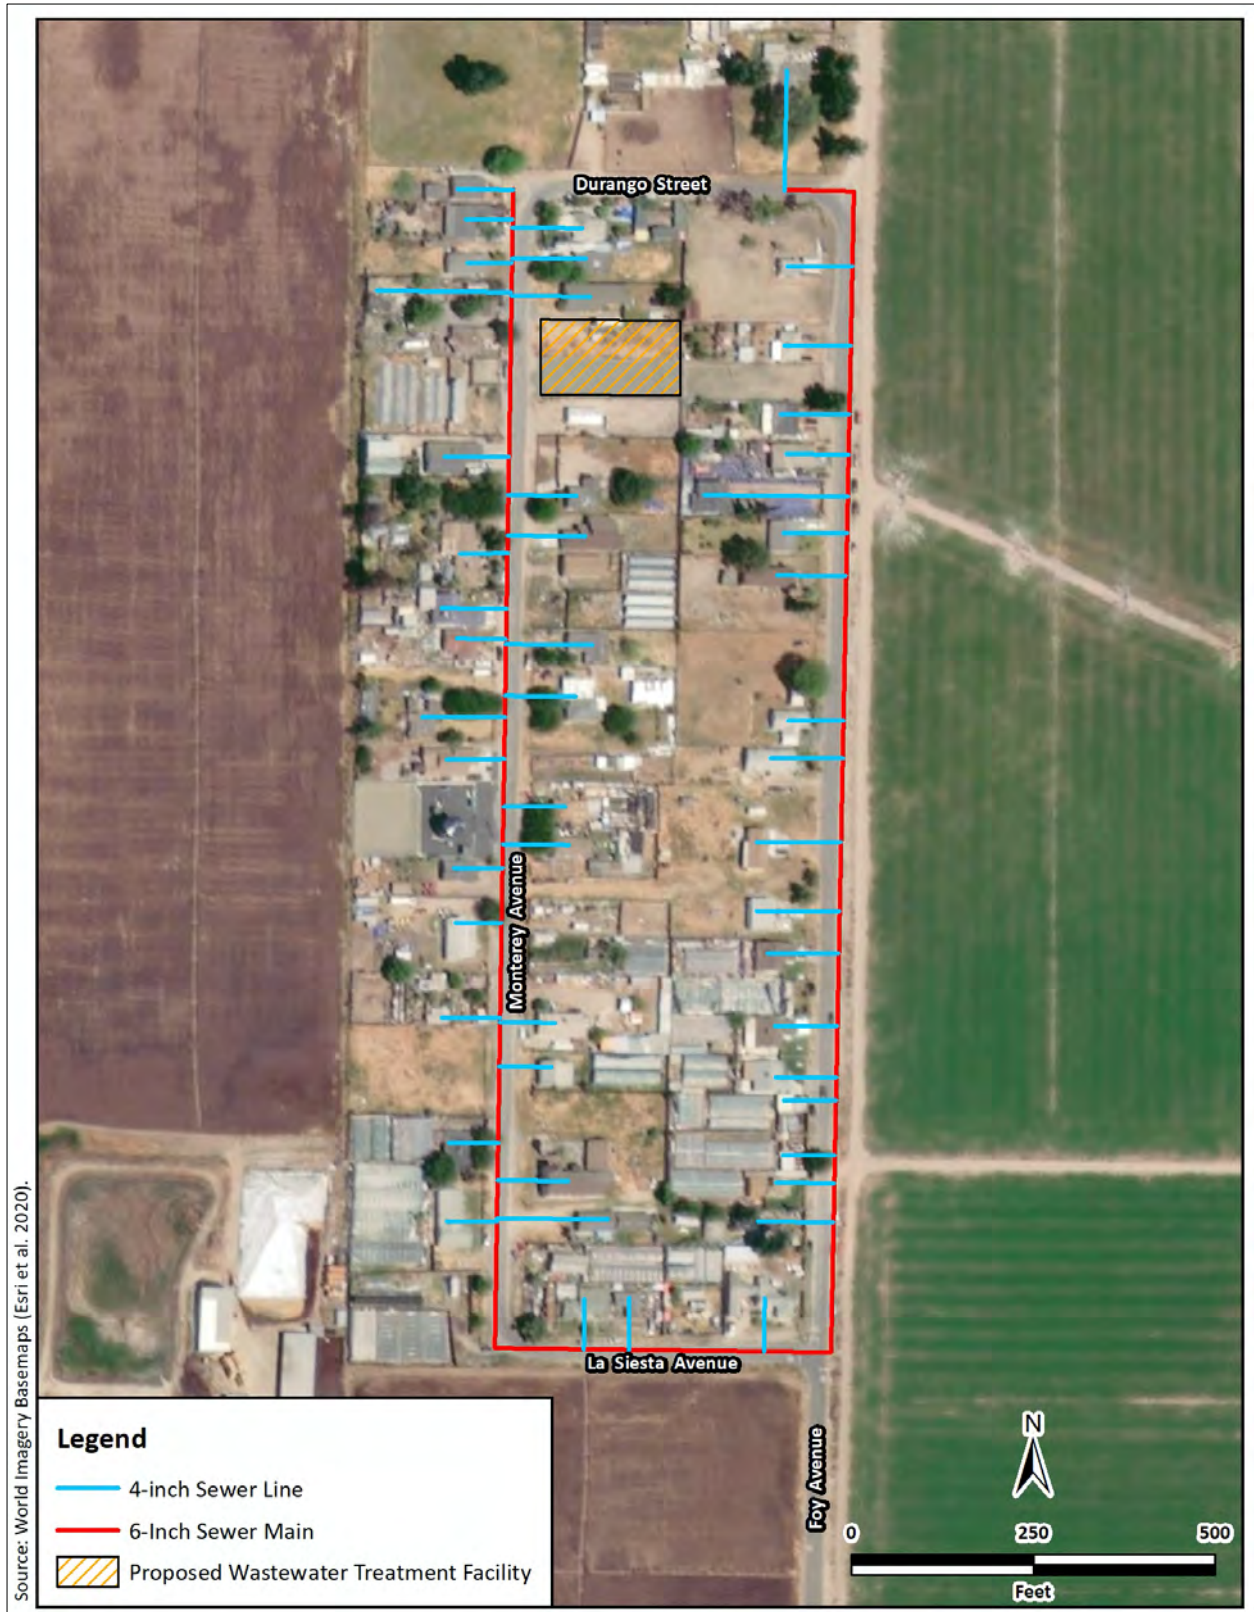 Durango Street
Monterey Avenue
La Siesta Avenue
Foy Avenue
Source: World Imagery Basemaps (Esri et al. 2020).
Legend
4-inch Sewer Line
6-Inch Sewer Main
Proposed Wastewater Treatment Facility
N
0 250 500
Feet